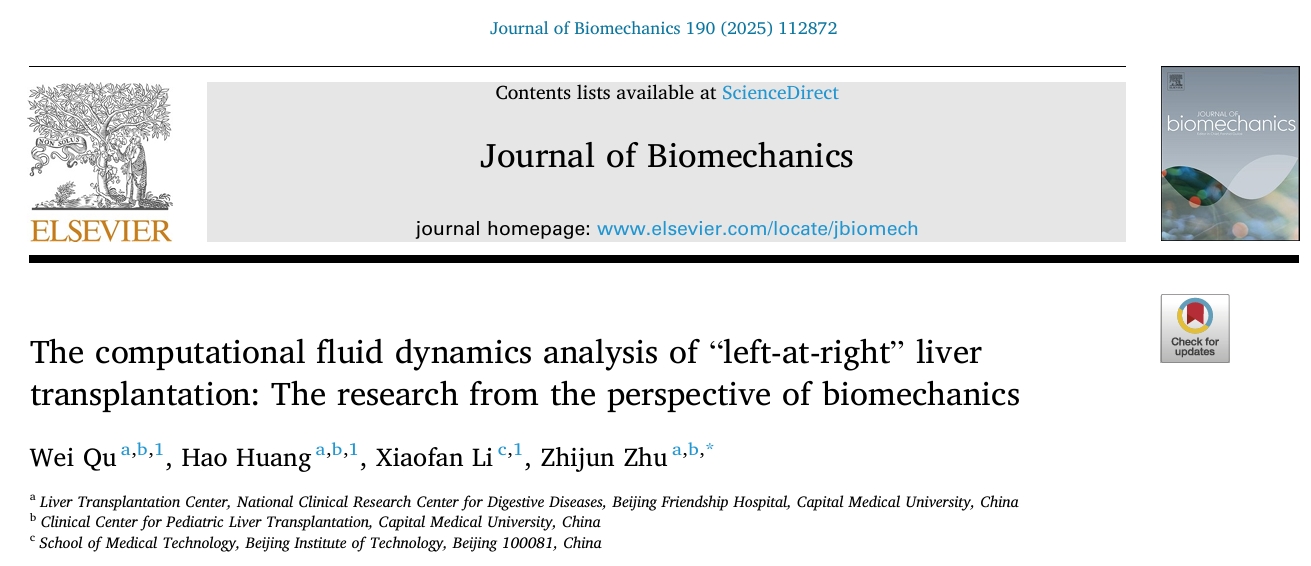 Journal of Biomechanics 190 (2025) 112872
Contents lists available at ScienceDirect
Journal of Biomechanics
journal homepage: www.elsevier.com/locate/jbiomech
NON SOLUS
ELSEVIER
JOURNAL OF
biomechanics
Check for
updates
The computational fluid dynamics analysis of “left-at-right” liver
transplantation: The research from the perspective of biomechanics
Wei Qu a,b,1, Hao Huang a,b,1, Xiaofan Li c,1, Zhijun Zhu a,b,*
a Liver Transplantation Center, National Clinical Research Center for Digestive Diseases, Beijing Friendship Hospital, Capital Medical University, China
b Clinical Center for Pediatric Liver Transplantation, Capital Medical University, China
c School of Medical Technology, Beijing Institute of Technology, Beijing 100081, China